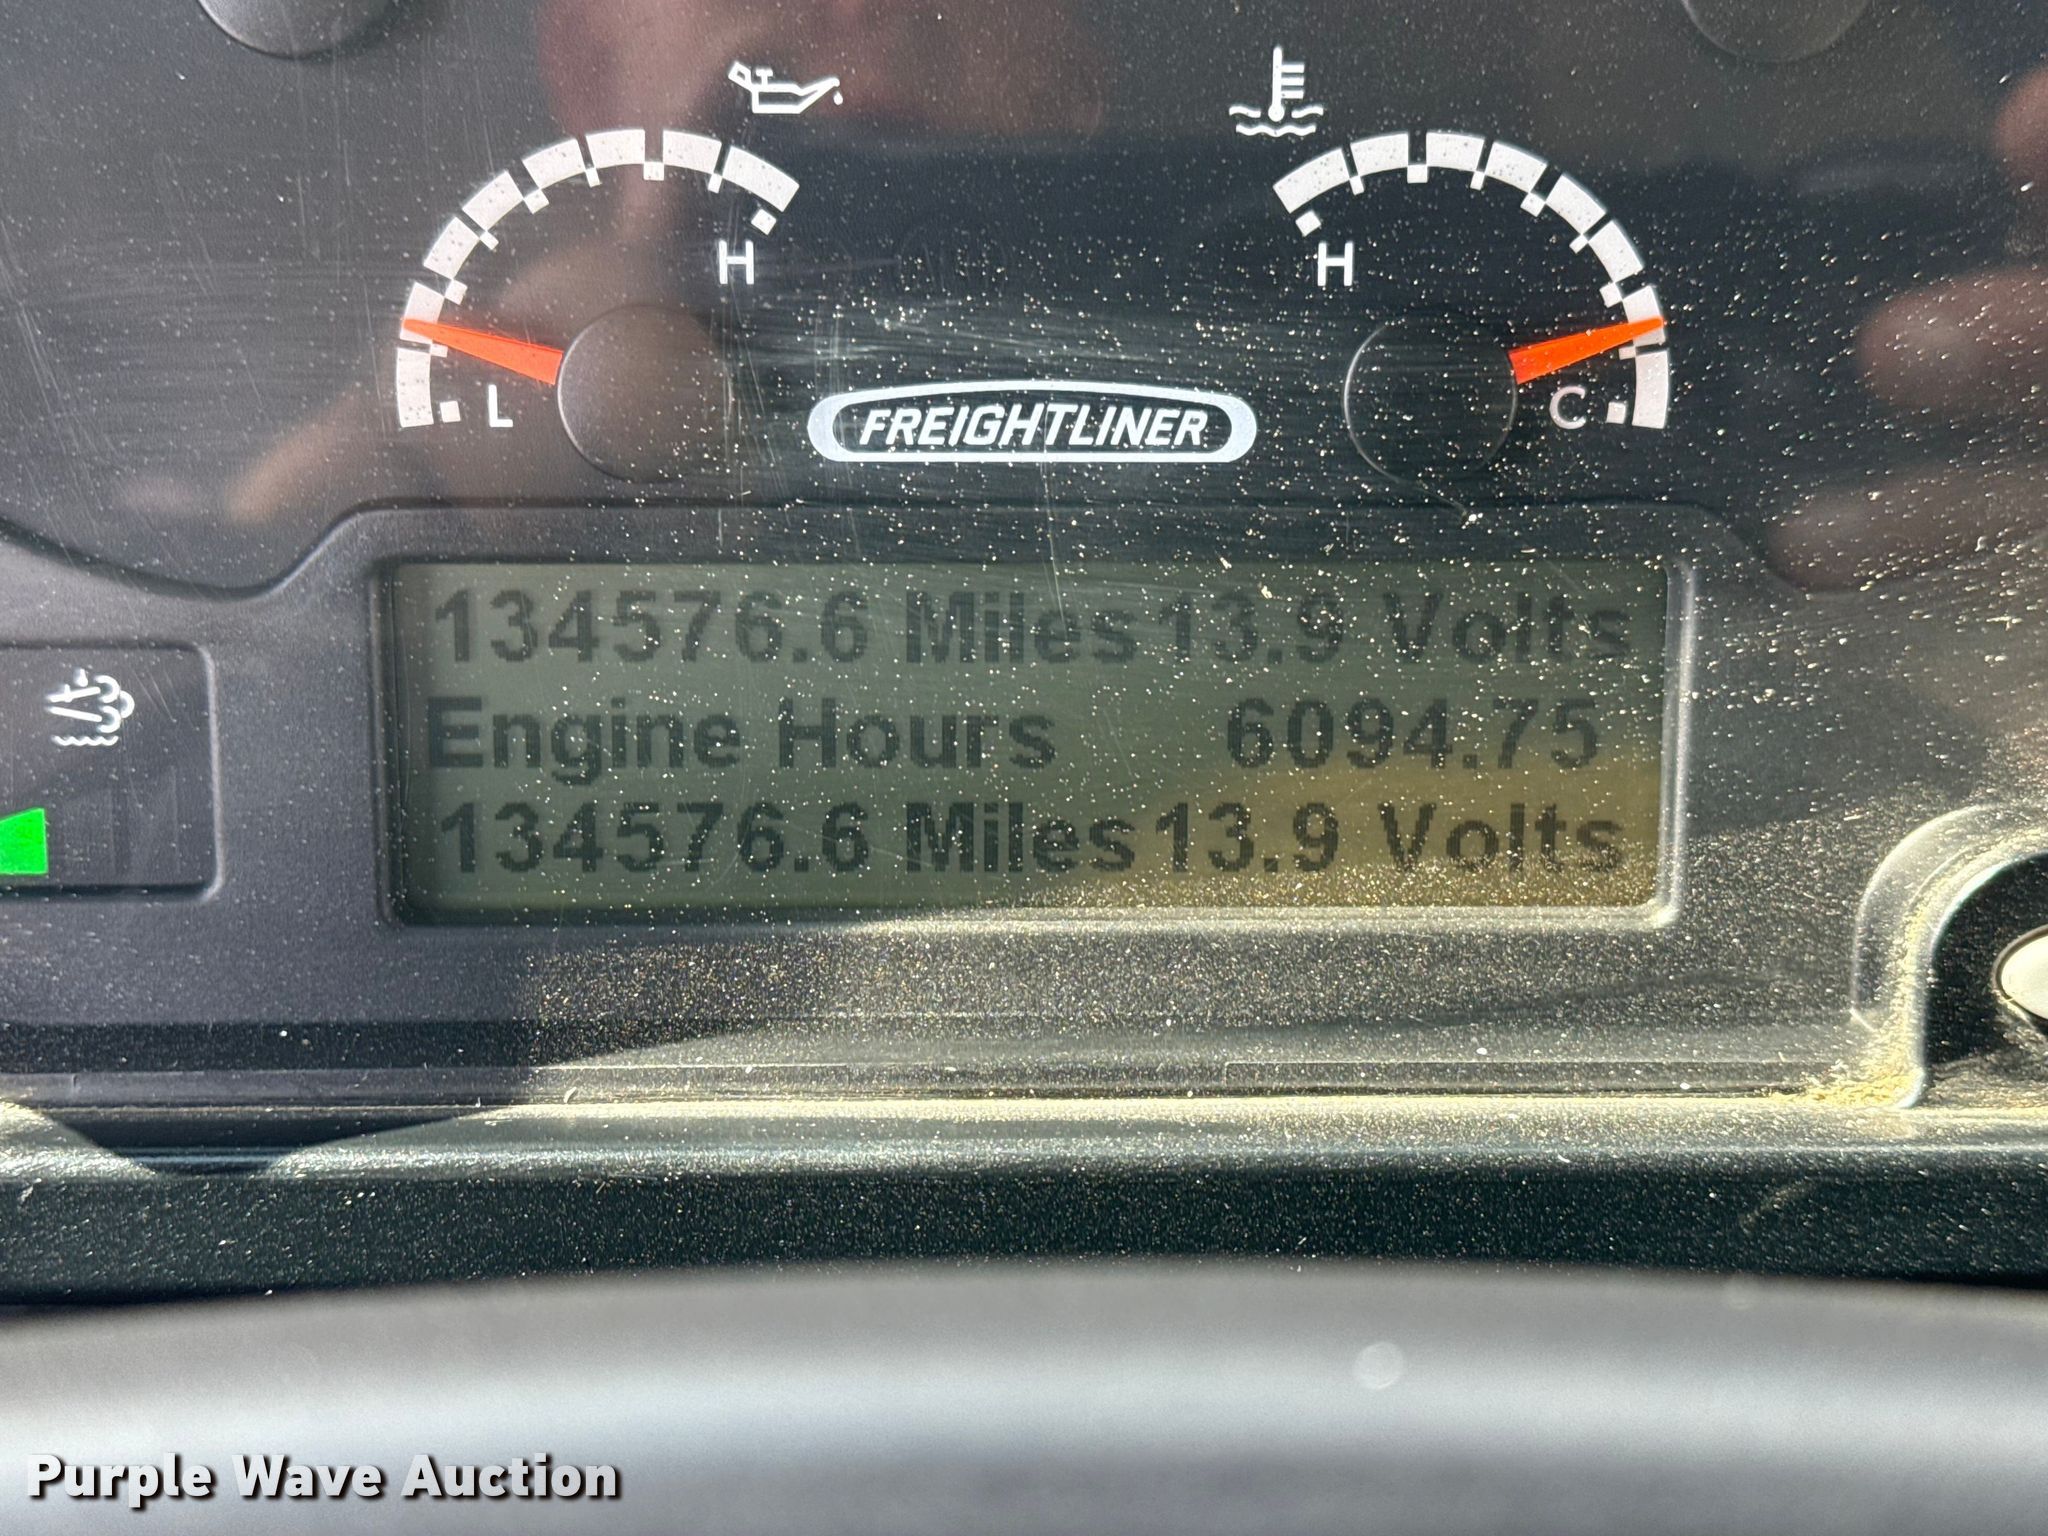 H
H
L
C
FREIGHTLINER
134576.6 Miles 13.9 Volts
Engine Hours 6094.75
134576.6 Miles 13.9 Volts
Purple Wave Auction